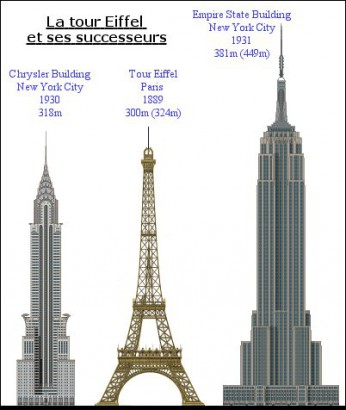 La tour Eiffel
et ses successeurs
Chrysler Building
New York City
1930
318m
Tour Eiffel
Paris
1889
300m (324m)
Empire State Building
New York City
1931
381m (449m)